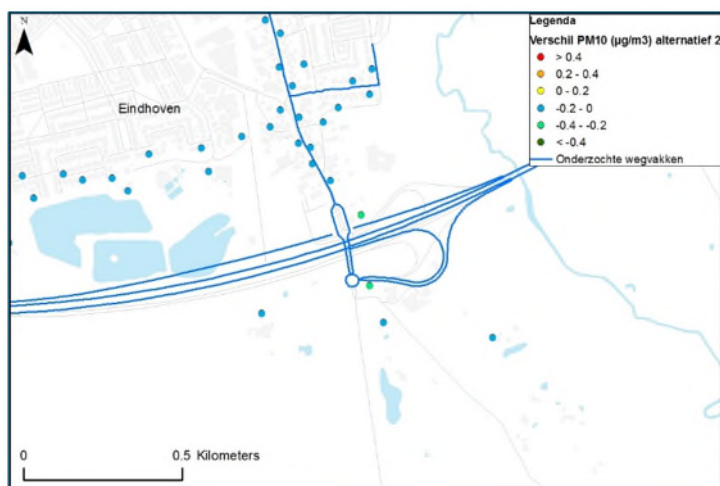 N
Eindhoven
Legenda
Verschil PM10 (µg/m3) alternatief 2
> 0.4
0.2 - 0.4
0 - 0.2
-0.2 - 0
-0.4 - -0.2
< -0.4
Onderzochte wegvakken
0 0.5 Kilometers